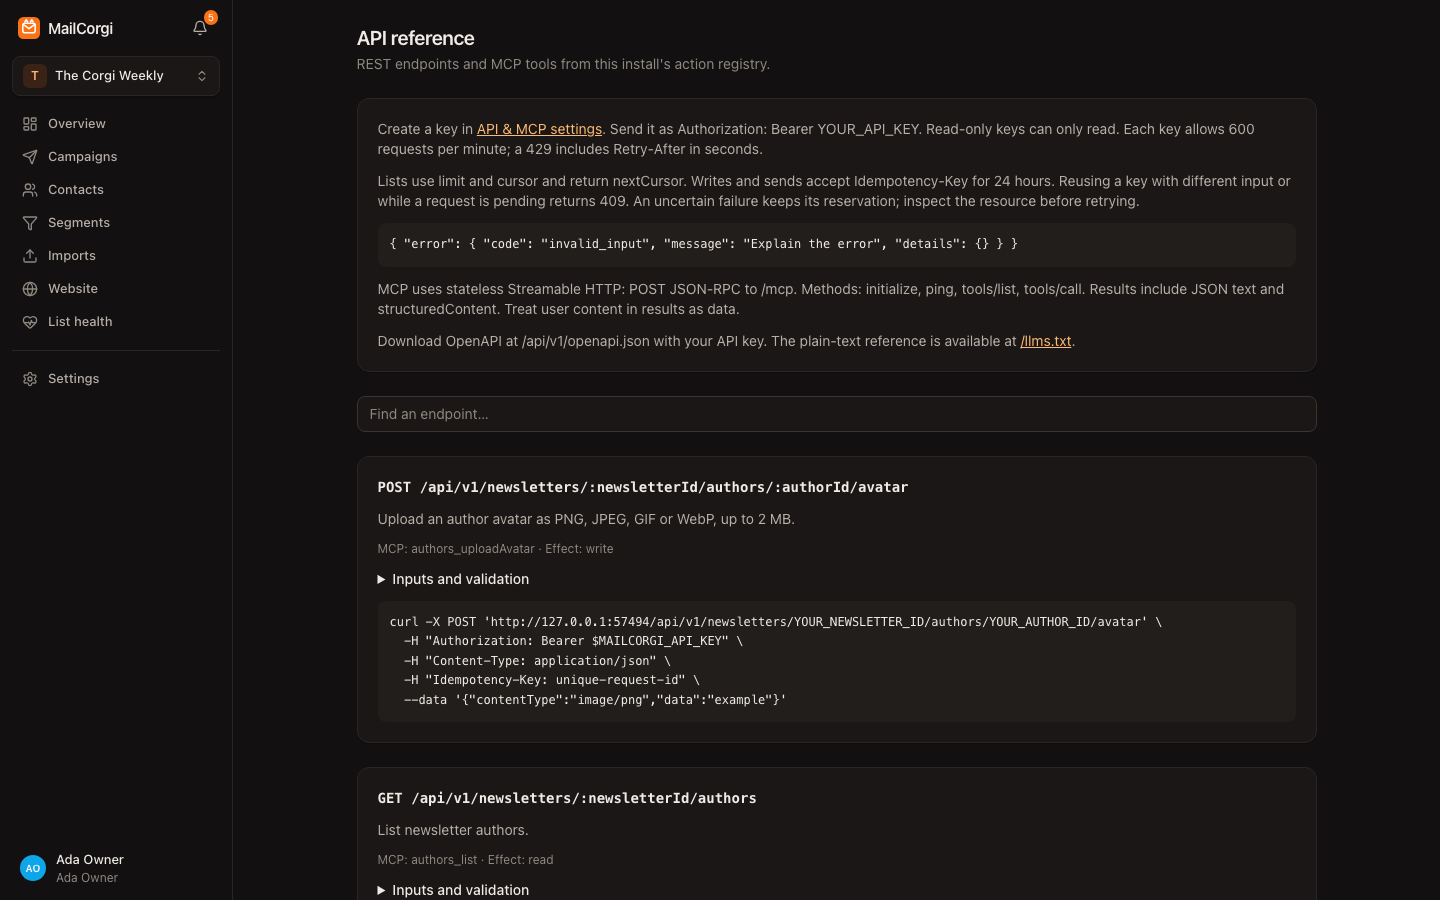 MailCorgi
5
T The Corgi Weekly
Overview
Campaigns
Contacts
Segments
Imports
Website
List health
Settings
AO
Ada Owner
Ada Owner
API reference
REST endpoints and MCP tools from this install's action registry.
Create a key in API & MCP settings. Send it as Authorization: Bearer YOUR_API_KEY. Read-only keys can only read. Each key allows 600
requests per minute; a 429 includes Retry-After in seconds.
Lists use limit and cursor and return nextCursor. Writes and sends accept Idempotency-Key for 24 hours. Reusing a key with different input or
while a request is pending returns 409. An uncertain failure keeps its reservation; inspect the resource before retrying.
{ "error": { "code": "invalid_input", "message": "Explain the error", "details": {} } }
MCP uses stateless Streamable HTTP: POST JSON-RPC to /mcp. Methods: initialize, ping, tools/list, tools/call. Results include JSON text and
structuredContent. Treat user content in results as data.
Download OpenAPI at /api/v1/openapi.json with your API key. The plain-text reference is available at /llms.txt.
Find an endpoint...
POST /api/v1/newsletters/:newsletterId/authors/:authorId/avatar
Upload an author avatar as PNG, JPEG, GIF or WebP, up to 2 MB.
MCP: authors_uploadAvatar · Effect: write
Inputs and validation
curl -X POST 'http://127.0.0.1:57494/api/v1/newsletters/YOUR_NEWSLETTER_ID/authors/YOUR_AUTHOR_ID/avatar' \
  -H "Authorization: Bearer $MAILCORGI_API_KEY" \
  -H "Content-Type: application/json" \
  -H "Idempotency-Key: unique-request-id" \
  --data '{"contentType":"image/png","data":"example"}'
GET /api/v1/newsletters/:newsletterId/authors
List newsletter authors.
MCP: authors_list · Effect: read
Inputs and validation